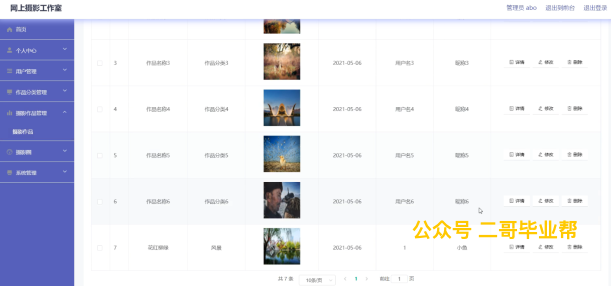 网上摄影工作室
管理员 abo 退出到前台 退出登录
首页
个人中心
用户管理
作品分类管理
摄影作品管理
摄影作品
系统管理
3 作品名称3 作品分类3 2021-05-06 用户名3 昵称3 详情 修改 删除
4 作品名称4 作品分类4 2021-05-06 用户名4 昵称4 详情 修改 删除
5 作品名称5 作品分类5 2021-05-06 用户名5 昵称5 详情 修改 删除
6 作品名称6 作品分类6 2021-05-06 用户名6 昵称6 详情 修改 删除
公众号 二哥毕业帮
7 花红柳绿 风景 2021-05-06 1 小鱼 详情 修改 删除
共 7 条 10条/页 1 前往 1 页